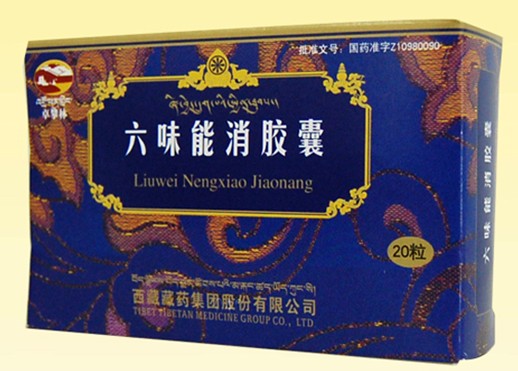 批准文号：国药准字Z10980090
卓攀林
六味能消胶囊
Liuwei Nengxiao Jiaonang
20粒
西藏藏药集团股份有限公司
TIBET TIBETAN MEDICINE GROUP CO., LTD
六味能消胶囊